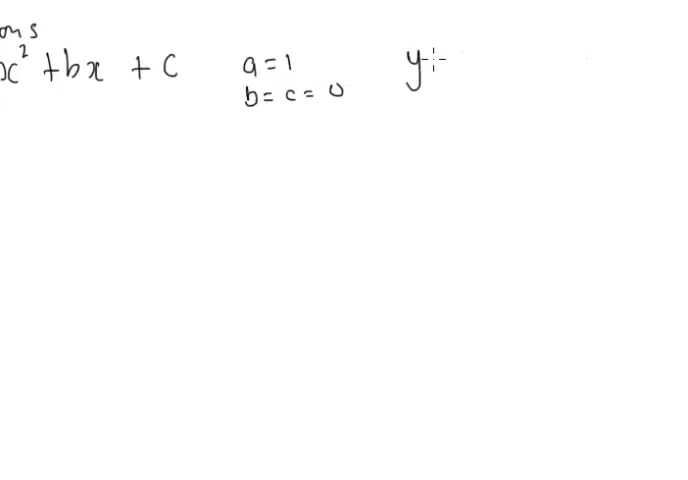 ons
x² + bx + c a = 1 y
b = c = 0